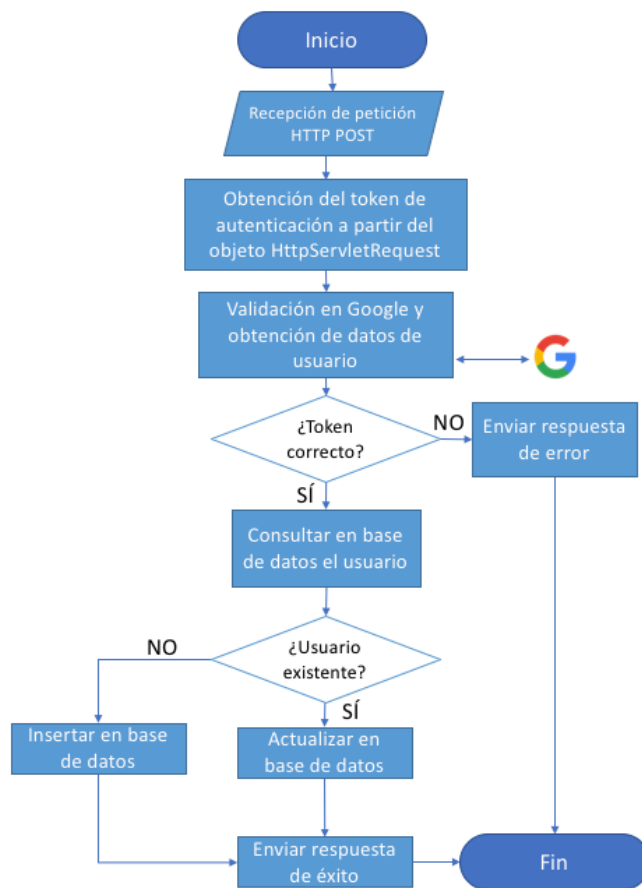 Inicio
Recepción de petición
HTTP POST
Obtención del token de
autenticación a partir del
objeto HttpServletRequest
Validación en Google y
obtención de datos de
usuario
G
¿Token
correcto?
NO
Enviar respuesta
de error
SÍ
Consultar en base
de datos el usuario
¿Usuario
existente?
NO
SÍ
Insertar en base
de datos
Actualizar en
base de datos
Enviar respuesta
de éxito
Fin